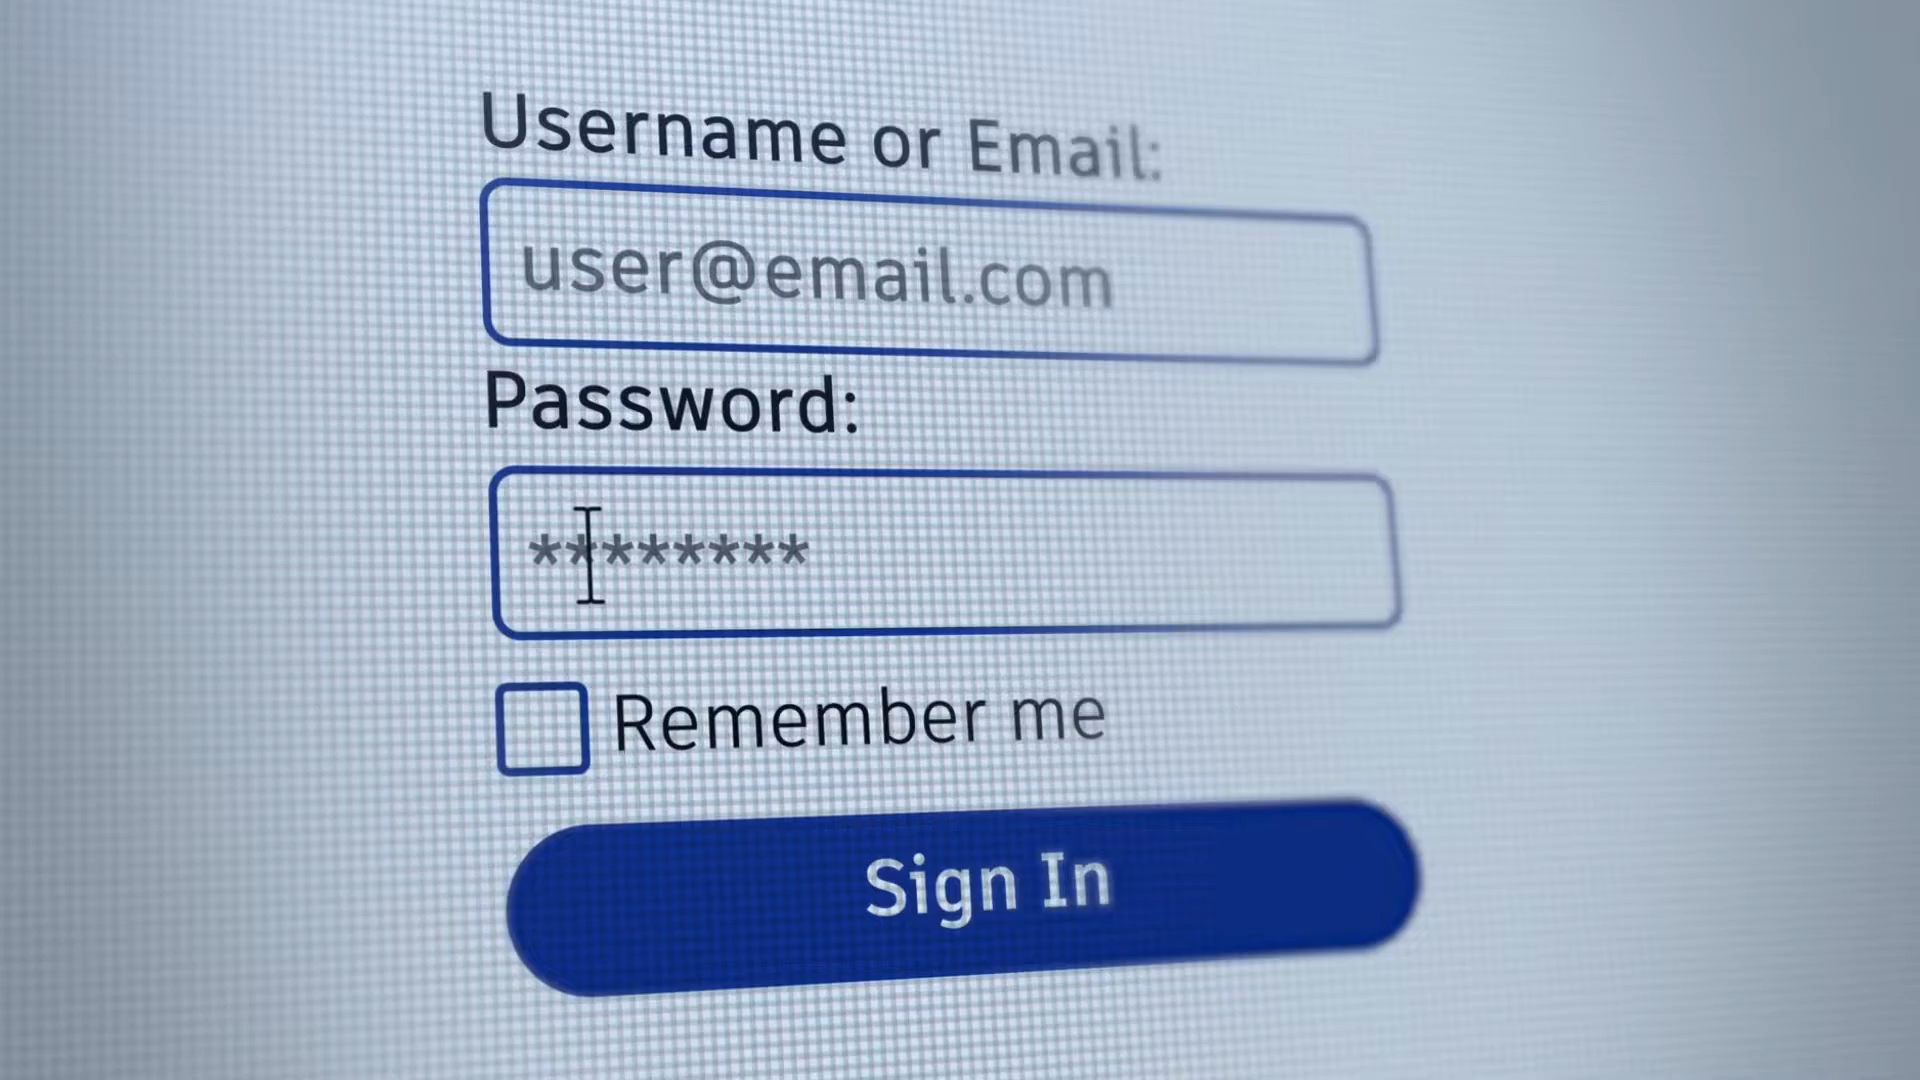 Username or Email:
user@email.com
Password:
********
Remember me
Sign In